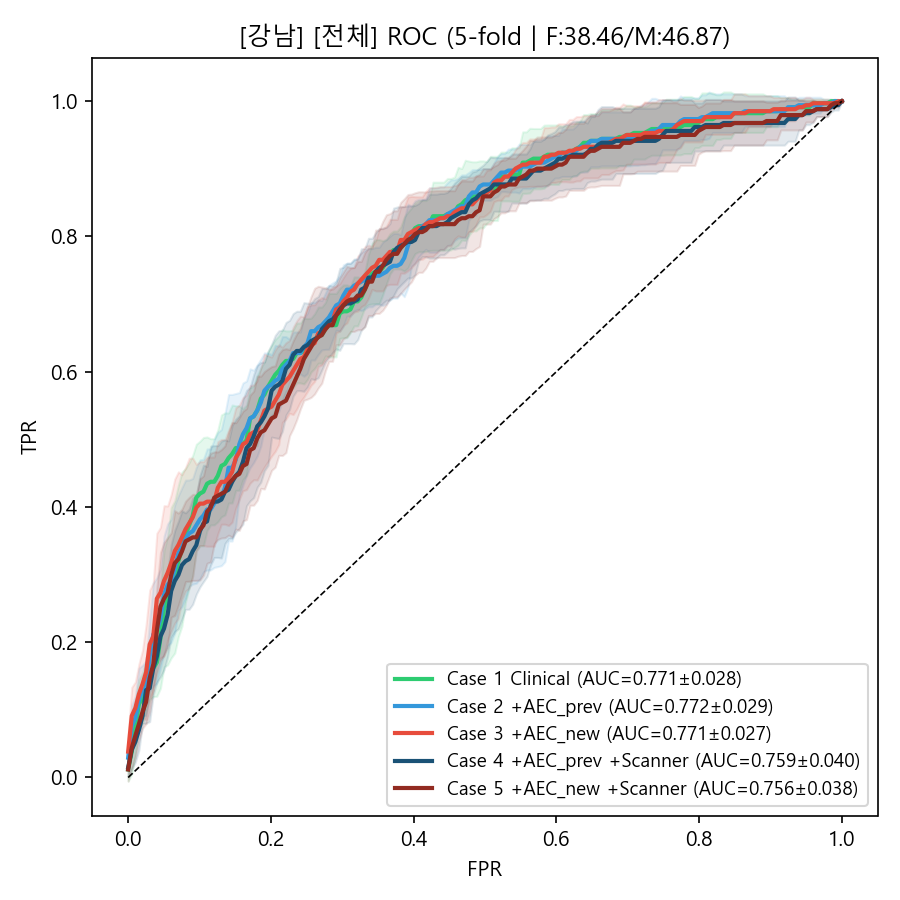 [강남] [전체] ROC (5-fold | F:38.46/M:46.87)
1.0
0.8
0.6
0.4
0.2
0.0
TPR
Case 1 Clinical (AUC=0.771±0.028)
Case 2 +AEC_prev (AUC=0.772±0.029)
Case 3 +AEC_new (AUC=0.771±0.027)
Case 4 +AEC_prev +Scanner (AUC=0.759±0.040)
Case 5 +AEC_new +Scanner (AUC=0.756±0.038)
0.0 0.2 0.4 0.6 0.8 1.0
FPR